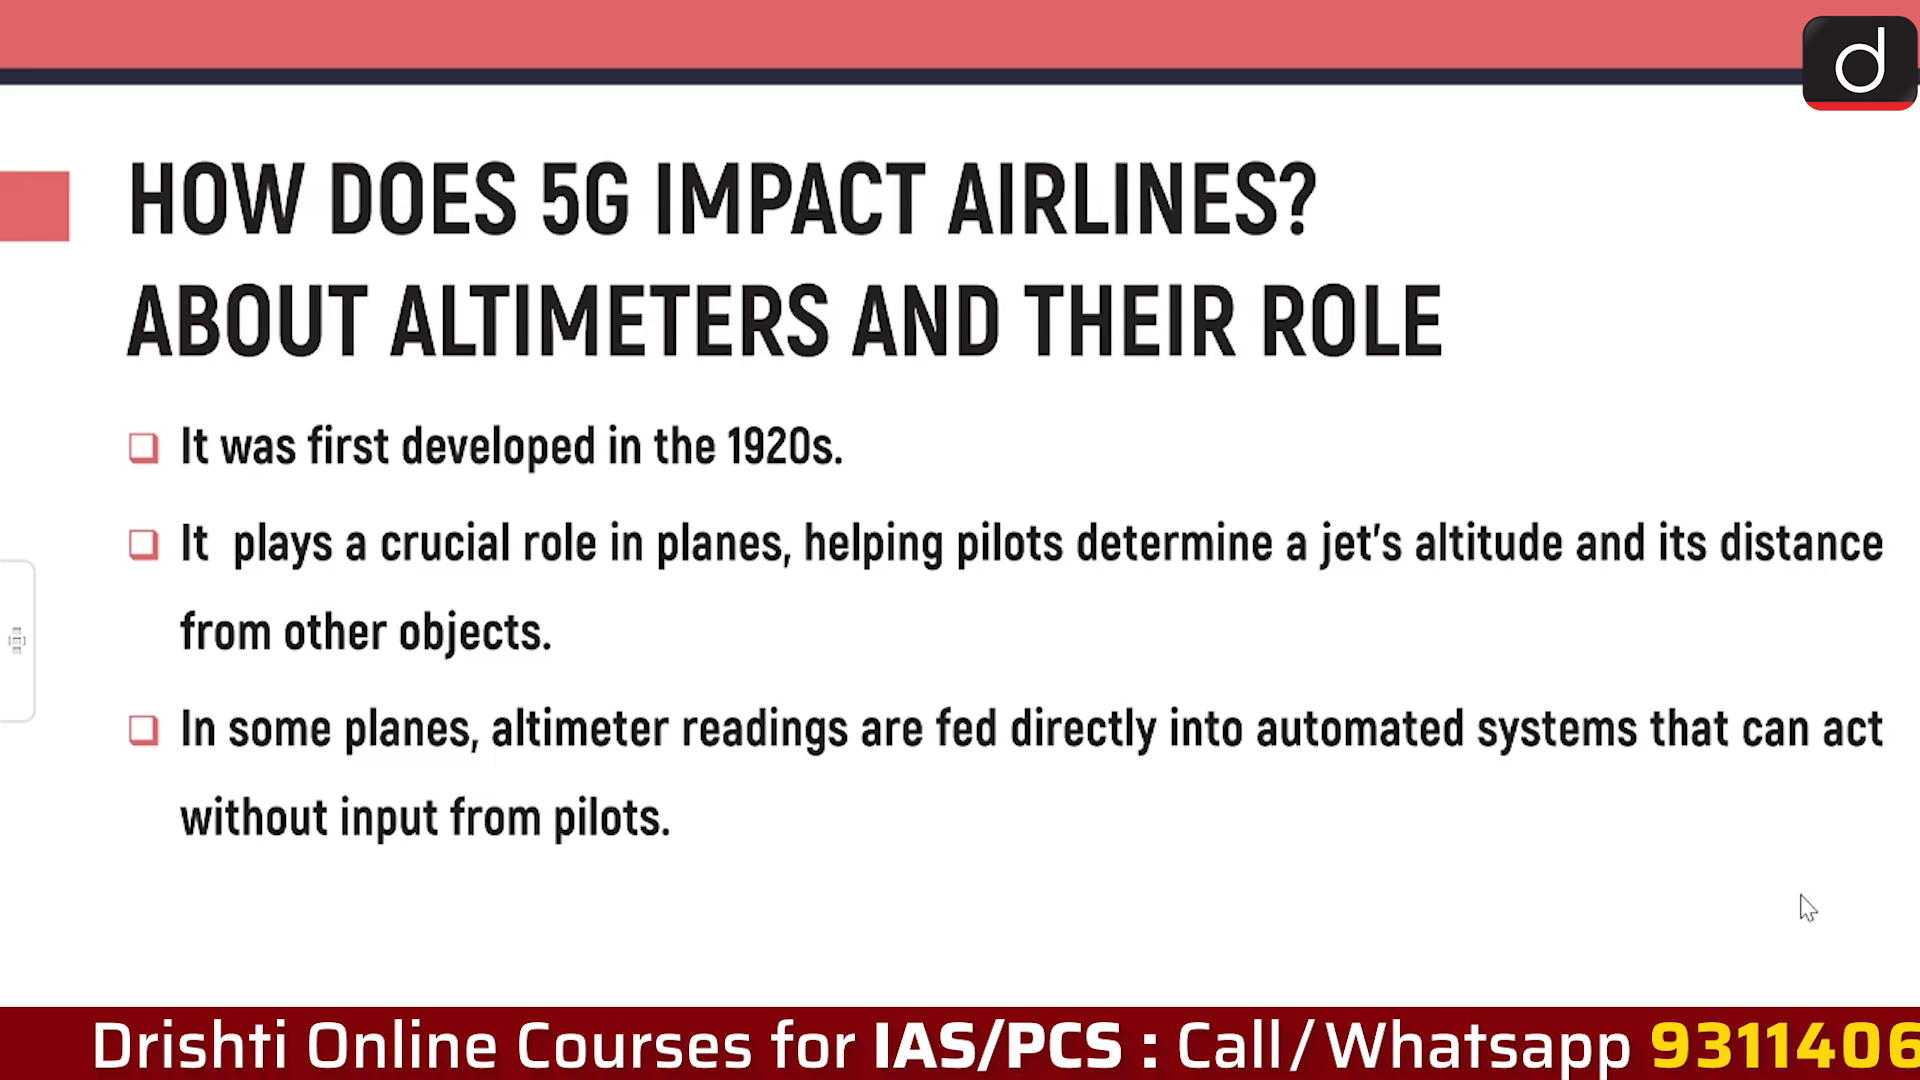 d
HOW DOES 5G IMPACT AIRLINES?
ABOUT ALTIMETERS AND THEIR ROLE
It was first developed in the 1920s.
It plays a crucial role in planes, helping pilots determine a jet's altitude and its distance
from other objects.
In some planes, altimeter readings are fed directly into automated systems that can act
without input from pilots.
Drishti Online Courses for IAS/PCS : Call/Whatsapp 9311406